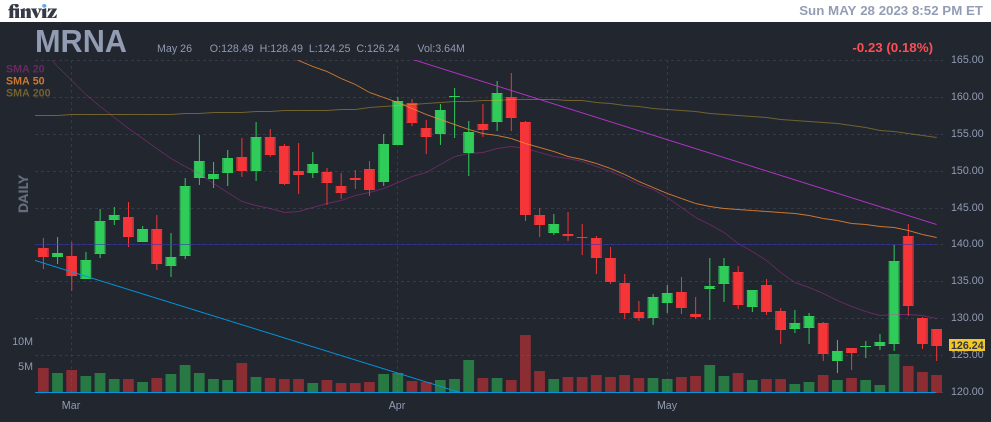 finviz
Sun MAY 28 2023 8:52 PM ET
MRNA
May 26 O:128.49 H:128.49 L:124.25 C:126.24 Vol:3.64M
-0.23 (0.18%)
SMA 20
SMA 50
SMA 200
DAILY
165.00
160.00
155.00
150.00
145.00
140.00
135.00
130.00
126.24
125.00
120.00
10M
5M
Mar Apr May